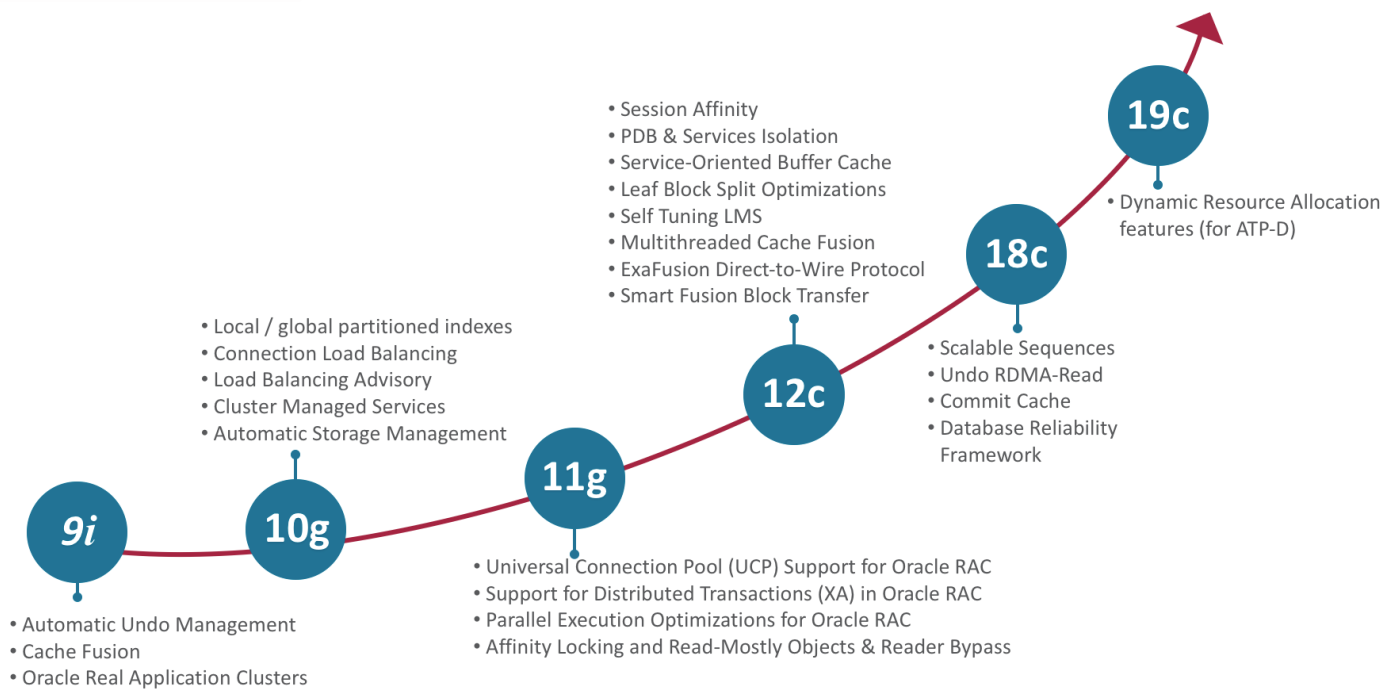 9i
• Automatic Undo Management
• Cache Fusion
• Oracle Real Application Clusters
• Local / global partitioned indexes
• Connection Load Balancing
• Load Balancing Advisory
• Cluster Managed Services
• Automatic Storage Management
10g
11g
• Universal Connection Pool (UCP) Support for Oracle RAC
• Support for Distributed Transactions (XA) in Oracle RAC
• Parallel Execution Optimizations for Oracle RAC
• Affinity Locking and Read-Mostly Objects & Reader Bypass
• Session Affinity
• PDB & Services Isolation
• Service-Oriented Buffer Cache
• Leaf Block Split Optimizations
• Self Tuning LMS
• Multithreaded Cache Fusion
• ExaFusion Direct-to-Wire Protocol
• Smart Fusion Block Transfer
12c
18c
• Scalable Sequences
• Undo RDMA-Read
• Commit Cache
• Database Reliability
Framework
19c
• Dynamic Resource Allocation
features (for ATP-D)